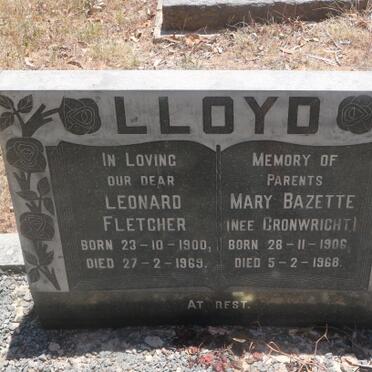 LLOYD
IN LOVING
OUR DEAR
LEONARD
FLETCHER
BORN 23-10-1900,
DIED 27-2-1969.
MEMORY OF
PARENTS
MARY BAZETTE
(NEE CRONWRIGHT)
BORN 28-11-1906,
DIED 5-2-1968.
AT REST.